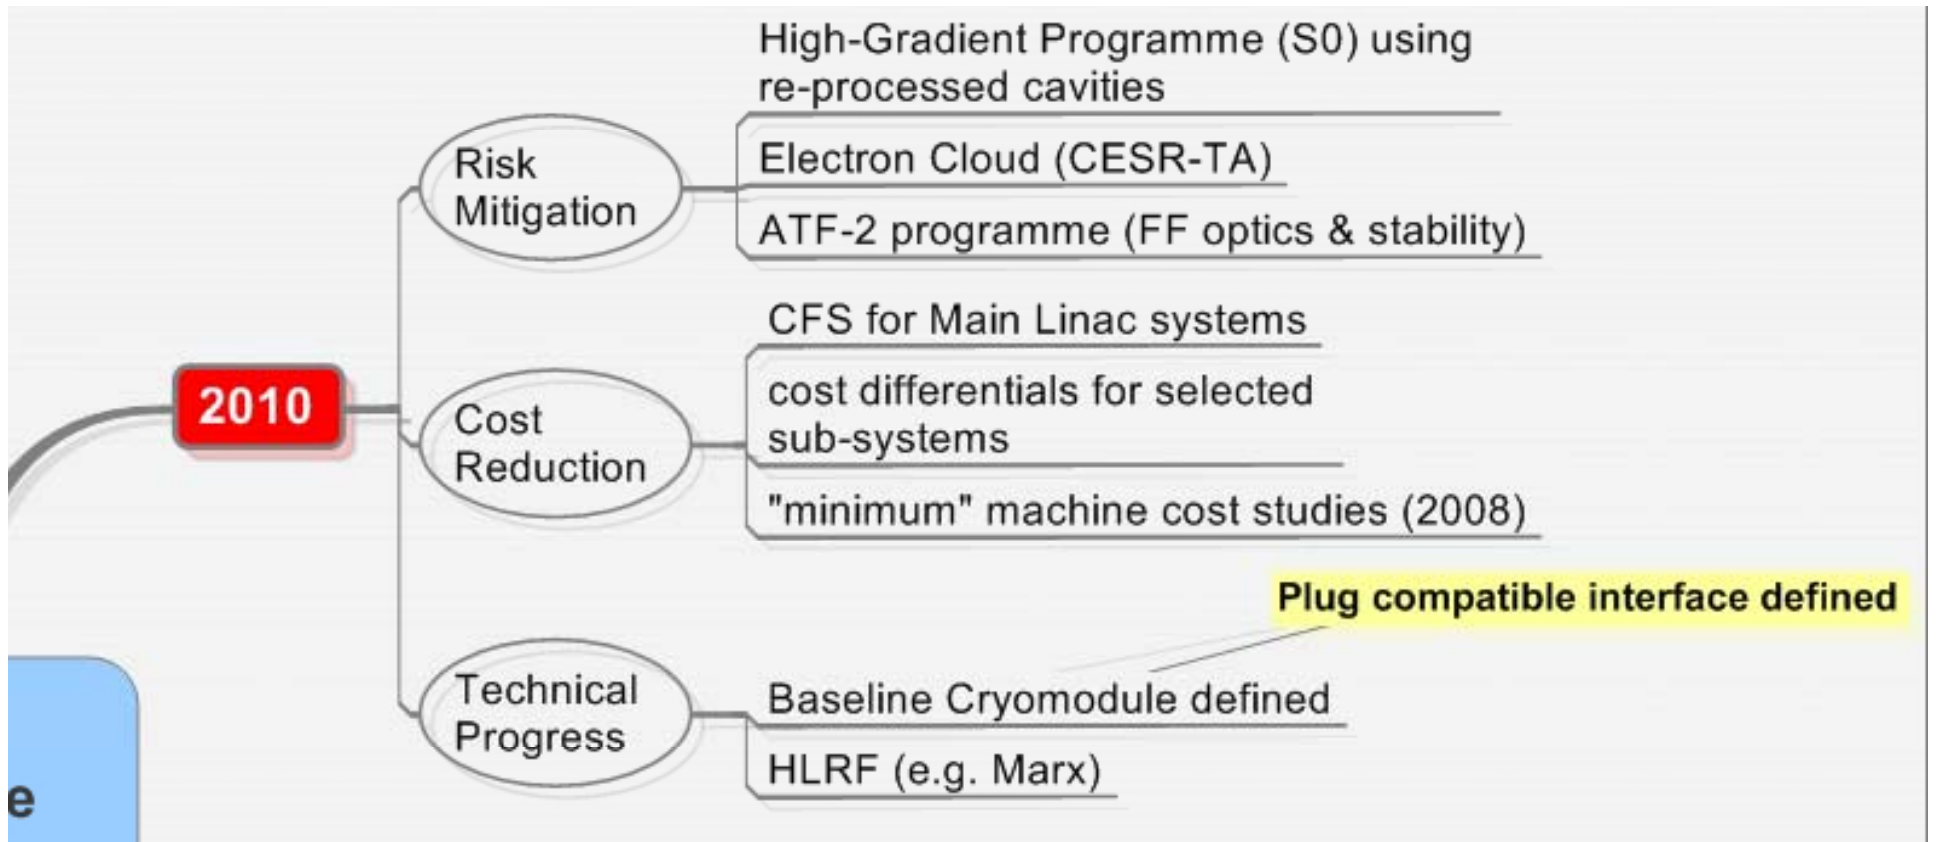 High-Gradient Programme (S0) using
re-processed cavities
Risk
Mitigation
Electron Cloud (CESR-TA)
ATF-2 programme (FF optics & stability)
CFS for Main Linac systems
2010
cost differentials for selected
sub-systems
Cost
Reduction
"minimum" machine cost studies (2008)
Plug compatible interface defined
Technical
Progress
Baseline Cryomodule defined
HLRF (e.g. Marx)
e